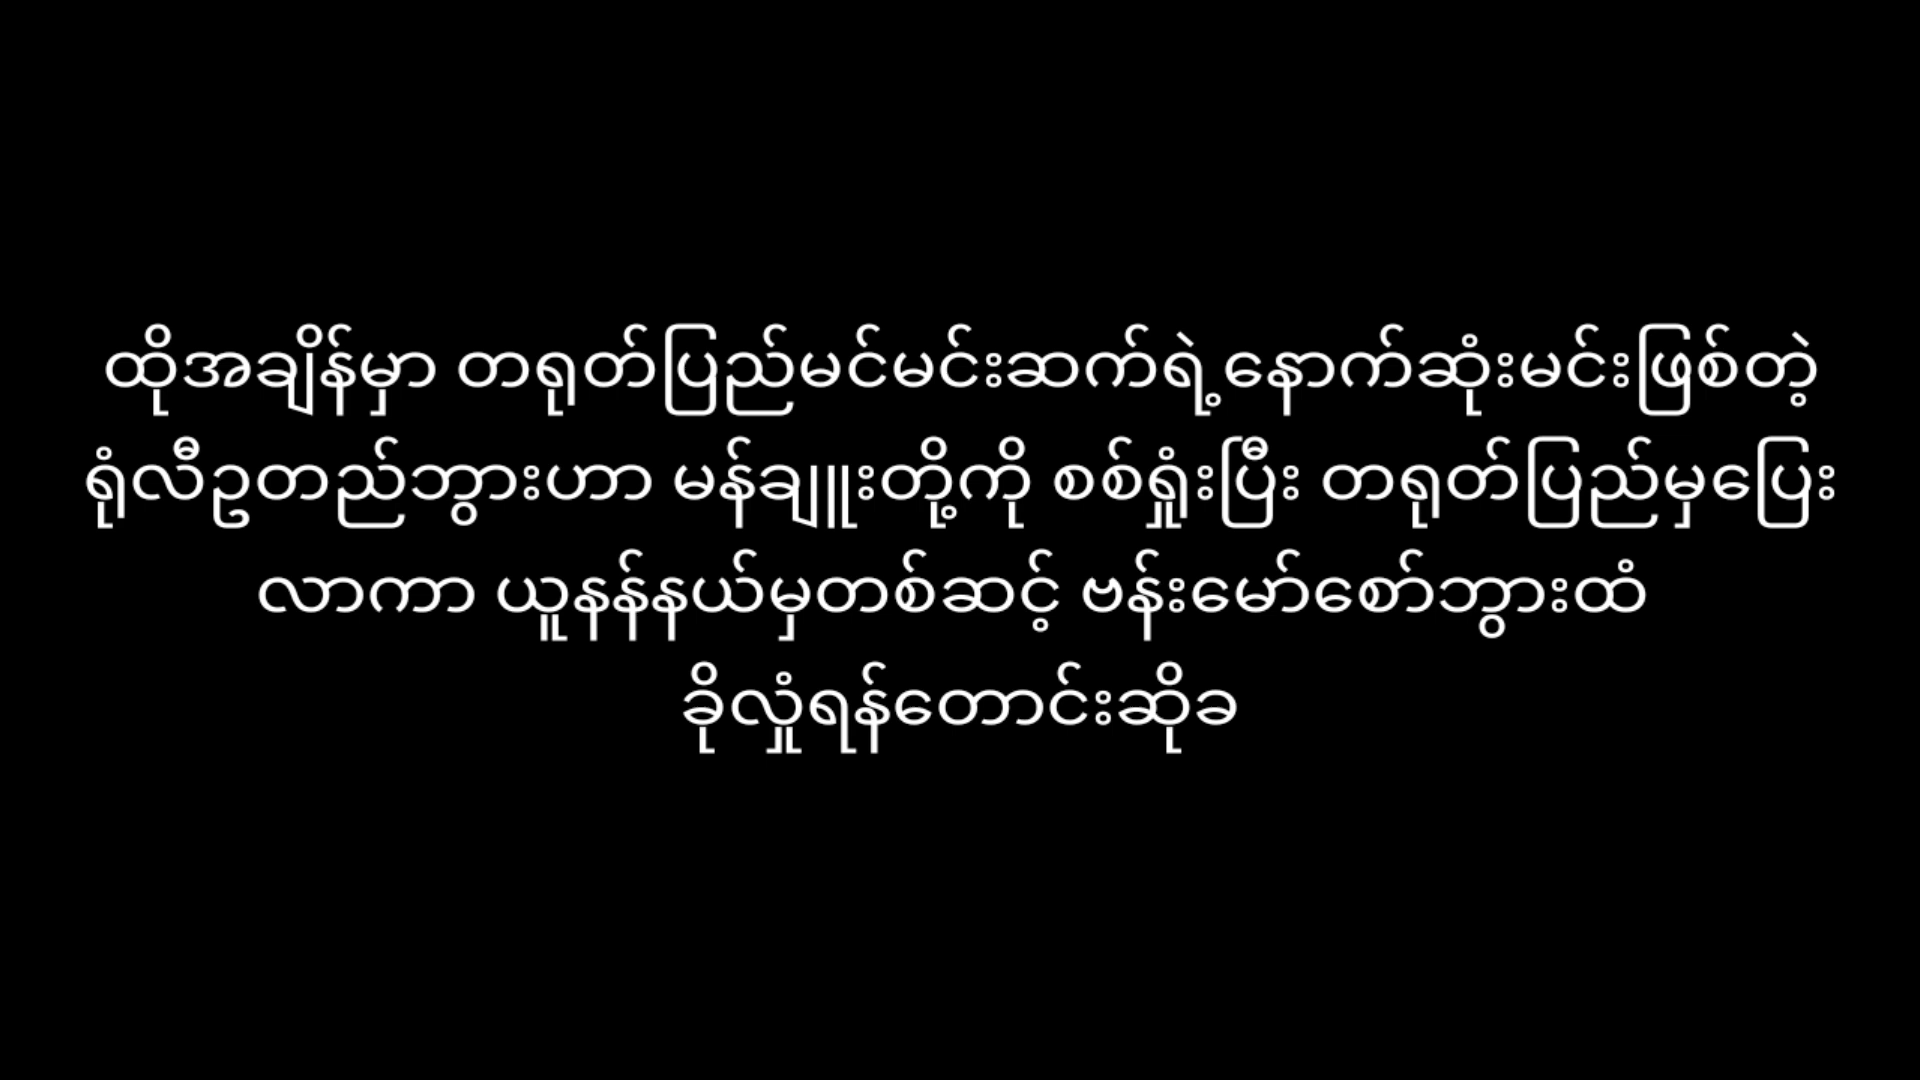 ထိုအချိန်မှာ တရုတ်ပြည်မင်မင်းဆက်ရဲ့နောက်ဆုံးမင်းဖြစ်တဲ့
ရုံလီဥတည်ဘွားဟာ မန်ချူးတို့ကို စစ်ရှုံးပြီး တရုတ်ပြည်မှပြေး
လာကာ ယူနန်နယ်မှတစ်ဆင့် ဗန်းမော်စော်ဘွားထံ
ခိုလှုံရန်တောင်းဆိုခ